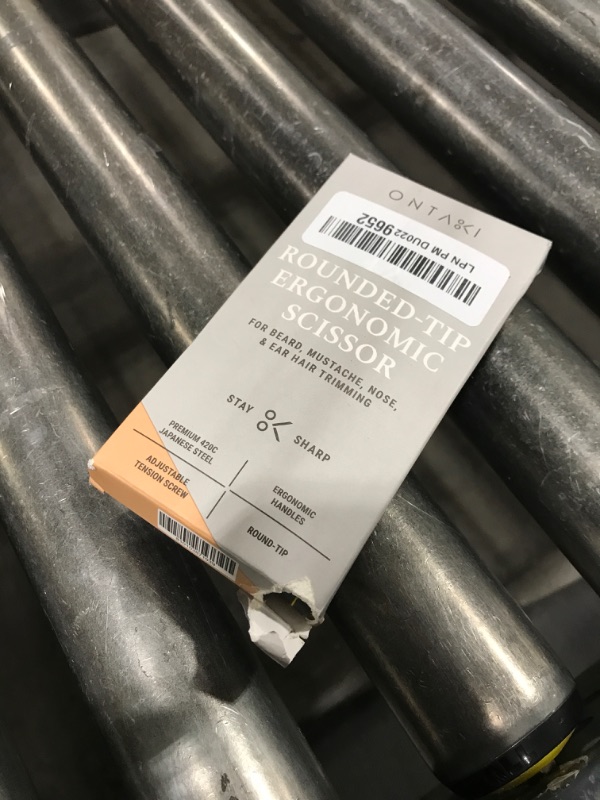 ONTAKI
LPN PM DU0229652
ROUNDED-TIP
ERGONOMIC
SCISSOR
FOR BEARD, MUSTACHE, NOSE,
& EAR HAIR TRIMMING
STAY SHARP
PREMIUM 420C
JAPANESE STEEL
ADJUSTABLE
TENSION SCREW
ERGONOMIC
HANDLES
ROUND-TIP